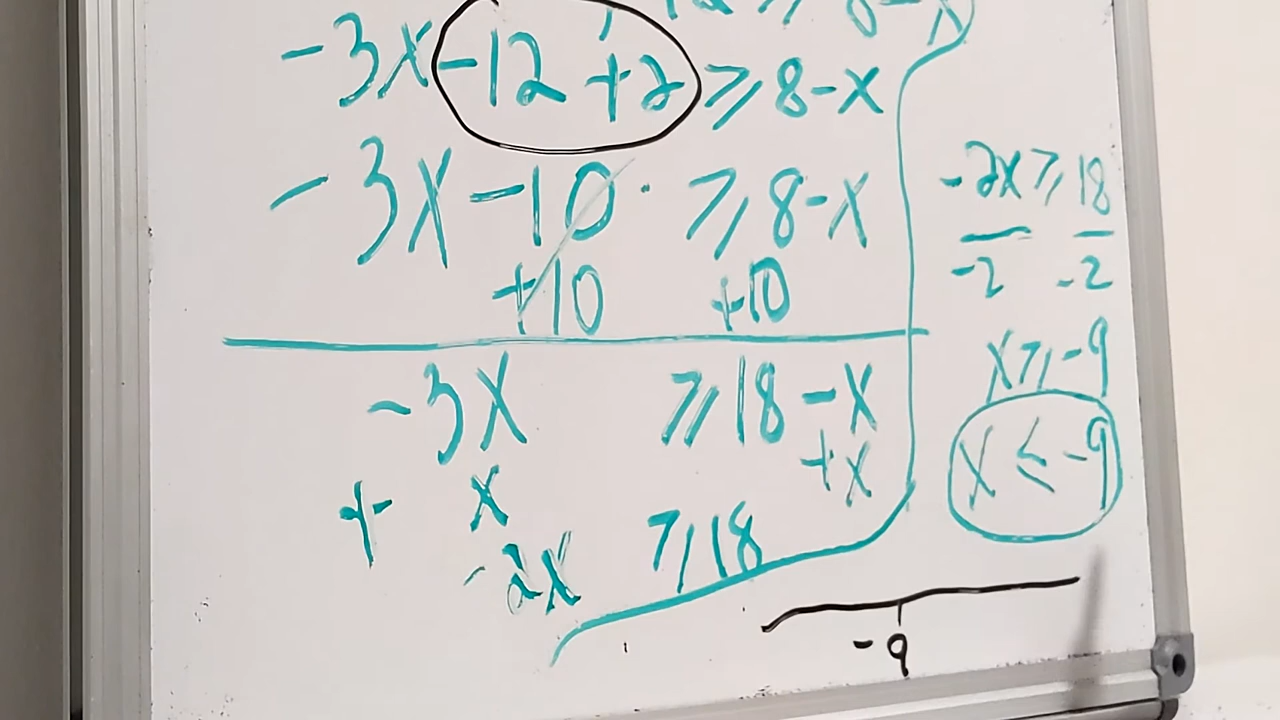 -3x -12 +2 ⩾ 8-x
-3x -10 · ⩾ 8-x
+10 +10
-3x ⩾ 18 -x
+ x +x
-2x ⩾ 18
-2x ⩾ 18
-2 -2
x ⩾ -9
x ≤ -9
-9